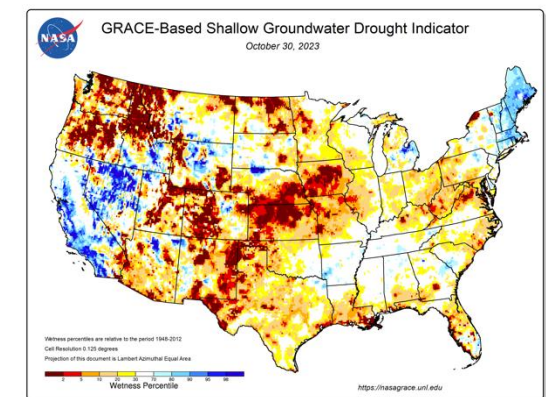 NASA
GRACE-Based Shallow Groundwater Drought Indicator
October 30, 2023
Wetness percentiles are relative to the period 1948-2012
Cell Resolution 0.125 degrees
Projection of this document is Lambert Azimuthal Equal Area
2 5 10 20 30 70 80 90 95 98
Wetness Percentile
https://nasagrace.unl.edu